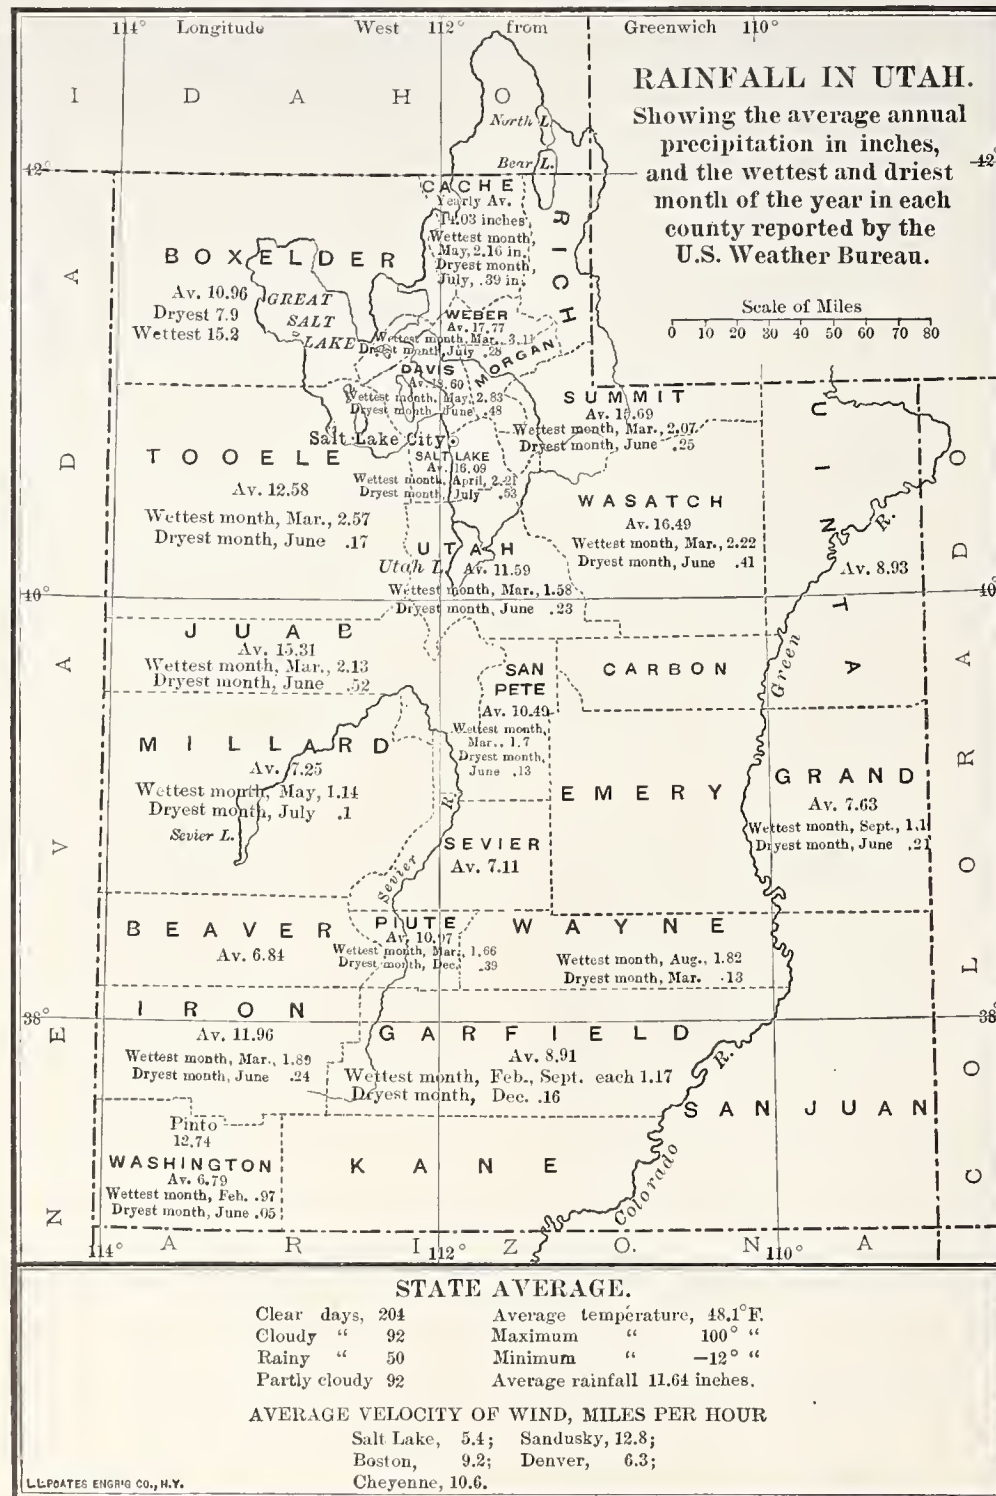 114° Longitude West 112° from Greenwich 110°
I D A H O
RAINFALL IN UTAH.
Showing the average annual
precipitation in inches,
and the wettest and driest
month of the year in each
county reported by the
U.S. Weather Bureau.
Scale of Miles
0 10 20 30 40 50 60 70 80
North L.
Bear L.
42° 42°
CACHE
Yearly Av.
14.03 inches
Wettest month,
May, 2.16 in.
Dryest month,
July, .39 in.
RICH
BOXELDER
Av. 10.96
Dryest 7.9
Wettest 15.2
GREAT
SALT
LAKE
WEBER
Av. 17.77
Wettest month, Mar. 3.11
Dryest month, July .28
MORGAN
DAVIS
Wettest month, May, 2.83
Dryest month, June, .48
SUMMIT
Wettest month, Mar., 2.07
Dryest month, June .25
Salt Lake City
SALT LAKE
Av. 16.09
Wettest month, April, 2.21
Dryest month, July .53
TOOELE
Av. 12.58
Wettest month, Mar., 2.57
Dryest month, June .17
WASATCH
Av. 16.49
Wettest month, Mar., 2.22
Dryest month, June .41
UINTA
Av. 8.93
R.
Green
UTAH
Utah L.
Av. 11.59
Wettest month, Mar., 1.58
Dryest month, June .23
40° 40°
JUAB
Av. 15.31
Wettest month, Mar., 2.13
Dryest month, June .52
SAN
PETE
Av. 10.49
Wettest month,
Mar., 1.7
Dryest month,
June .13
CARBON
MILLARD
Av. 7.25
Wettest month, May, 1.14
Dryest month, July .1
Sevier L.
EMERY
GRAND
Av. 7.63
Wettest month, Sept., 1.1
Dryest month, June .21
Sevier R.
SEVIER
Av. 7.11
BEAVER
Av. 6.84
PIUTE
Av. 10.97
Wettest month, Mar., 1.66
Dryest month, Dec. .39
WAYNE
Wettest month, Aug., 1.82
Dryest month, Mar. .13
38° 38°
IRON
Av. 11.96
Wettest month, Mar., 1.89
Dryest month, June .24
GARFIELD
Av. 8.91
Wettest month, Feb., Sept. each 1.17
Dryest month, Dec. .16
SAN JUAN
Pinto
12.74
WASHINGTON
Av. 6.79
Wettest month, Feb. .97
Dryest month, June .05
KANE
Colorado R.
NEVADA
COLORADO
114° 112° 110°
ARIZONA
STATE AVERAGE.
Clear days, 204 Average temperature, 48.1°F.
Cloudy “ 92 Maximum “ 100° “
Rainy “ 50 Minimum “ —12° “
Partly cloudy 92 Average rainfall 11.64 inches.
AVERAGE VELOCITY OF WIND, MILES PER HOUR
Salt Lake, 5.4; Sandusky, 12.8;
Boston, 9.2; Denver, 6.3;
Cheyenne, 10.6.
L.L.POATES ENGR'G CO., N.Y.